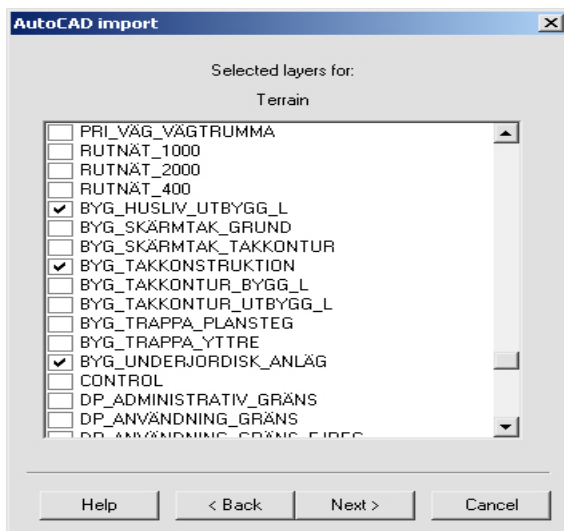 AutoCAD import
Selected layers for:
Terrain
PRI_VÄG_VÄGTRUMMA
RUTNÄT_1000
RUTNÄT_2000
RUTNÄT_400
BYG_HUSLIV_UTBYGG_L
BYG_SKÄRMTAK_GRUND
BYG_SKÄRMTAK_TAKKONTUR
BYG_TAKKONSTRUKTION
BYG_TAKKONTUR_BYGG_L
BYG_TAKKONTUR_UTBYGG_L
BYG_TRAPPA_PLANSTEG
BYG_TRAPPA_YTTRE
BYG_UNDERJORDISK_ANLÄG
CONTROL
DP_ADMINISTRATIV_GRÄNS
DP_ANVÄNDNING_GRÄNS
Help < Back Next > Cancel